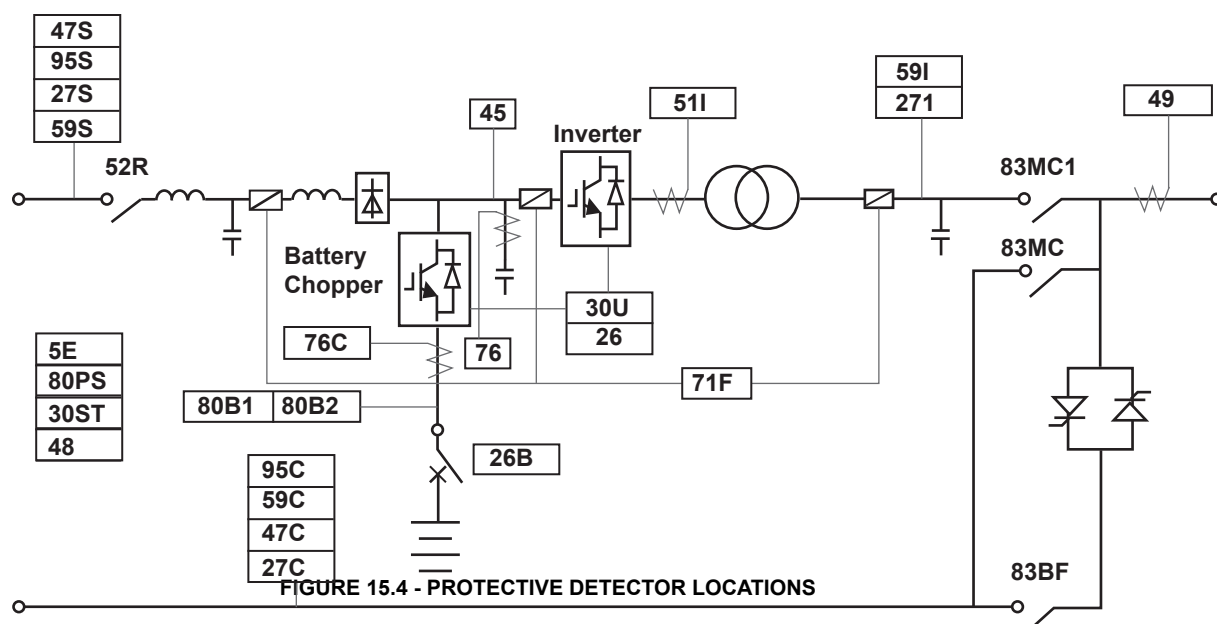 47S
95S
27S
59S
52R
45
Inverter
51I
59I
271
49
83MC1
83MC
Battery
Chopper
30U
26
76C
76
71F
5E
80PS
30ST
48
80B1
80B2
26B
95C
59C
47C
27C
FIGURE 15.4 - PROTECTIVE DETECTOR LOCATIONS
83BF